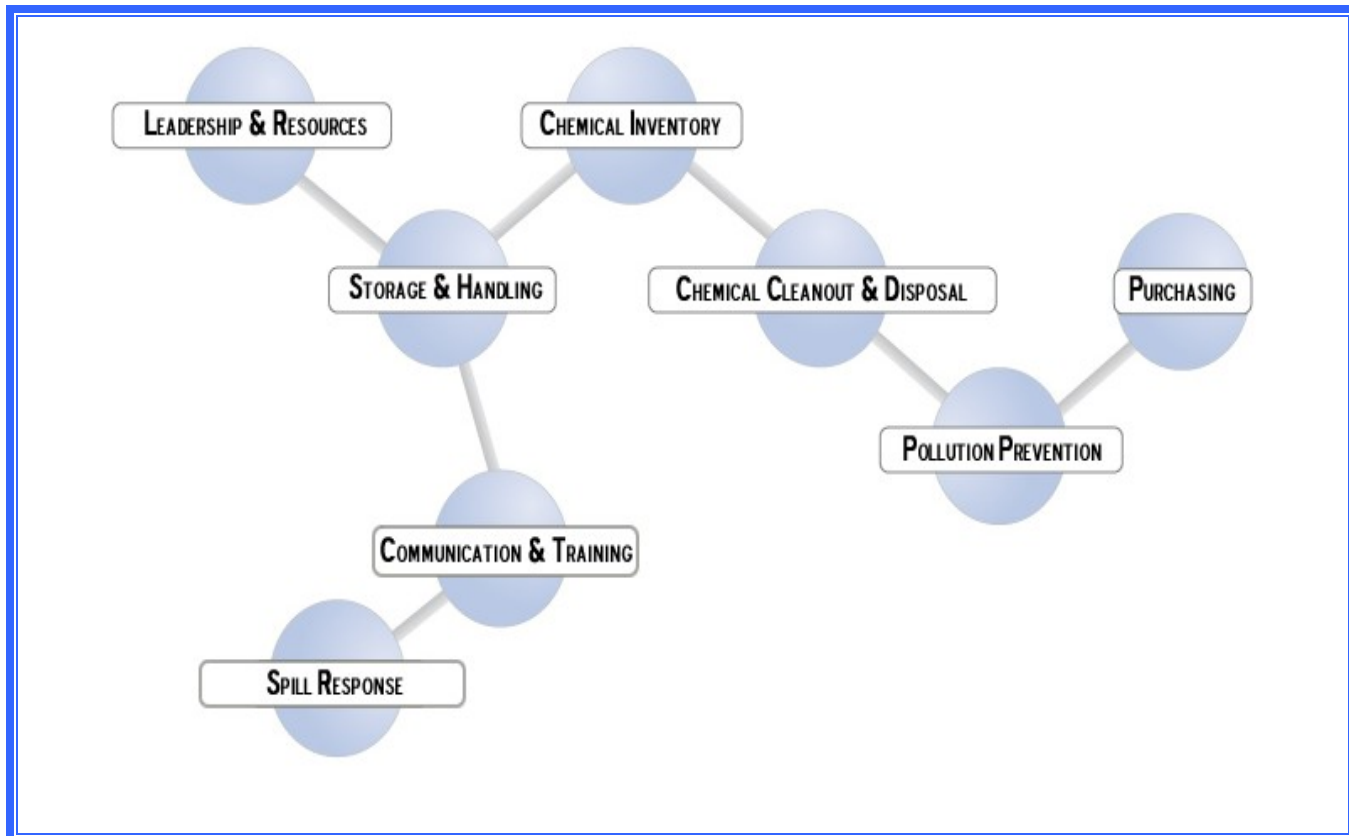 Leadership & Resources
Chemical Inventory
Storage & Handling
Chemical Cleanout & Disposal
Purchasing
Pollution Prevention
Communication & Training
Spill Response